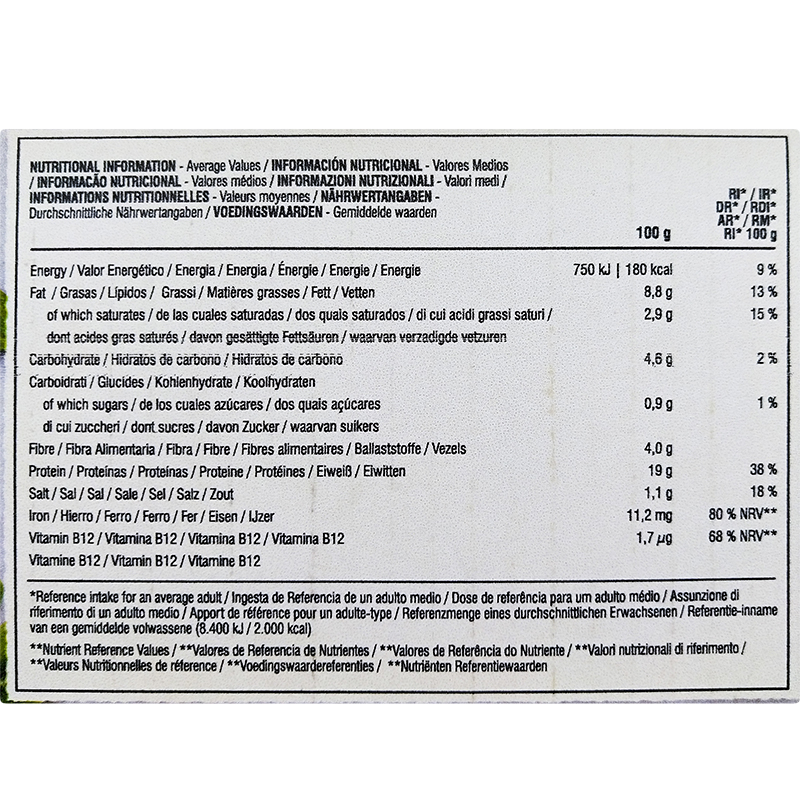 NUTRITIONAL INFORMATION - Average Values / INFORMACIÓN NUTRICIONAL - Valores Medios
/ INFORMACÃO NUTRICIONAL - Valores médios / INFORMAZIONI NUTRIZIONALI - Valori medi /
INFORMATIONS NUTRITIONNELLES - Valeurs moyennes / NÄHRWERTANGABEN -
Durchschnittliche Nährwertangaben / VOEDINGSWAARDEN - Gemiddelde waarden
RI* / IR*
DR* / RDI*
AR* / RM*
100 g RI* 100 g
Energy / Valor Energético / Energia / Energia / Énergie / Energie / Energie 750 kJ | 180 kcal 9 %
Fat / Grasas / Lípidos / Grassi / Matières grasses / Fett / Vetten 8,8 g 13 %
of which saturates / de las cuales saturadas / dos quais saturados / di cui acidi grassi saturi / 2,9 g 15 %
dont acides gras saturés / davon gesättigte Fettsäuren / waarvan verzadigde vetzuren
Carbohydrate / Hidratos de carbono / Hidratos de carbono 4,6 g 2 %
Carboidrati / Glucides / Kohlenhydrate / Koolhydraten
of which sugars / de los cuales azúcares / dos quais açúcares 0,9 g 1 %
di cui zuccheri / dont sucres / davon Zucker / waarvan suikers
Fibre / Fibra Alimentaria / Fibra / Fibre / Fibres alimentaires / Ballaststoffe / Vezels 4,0 g
Protein / Proteínas / Proteínas / Proteine / Protéines / Eiweiß / Eiwitten 19 g 38 %
Salt / Sal / Sal / Sale / Sel / Salz / Zout 1,1 g 18 %
Iron / Hierro / Ferro / Ferro / Fer / Eisen / IJzer 11,2 mg 80 % NRV**
Vitamin B12 / Vitamina B12 / Vitamina B12 / Vitamina B12 1,7 µg 68 % NRV**
Vitamine B12 / Vitamin B12 / Vitamine B12
*Reference intake for an average adult / Ingesta de Referencia de un adulto medio / Dose de referência para um adulto médio / Assunzione di
riferimento di un adulto medio / Apport de référence pour un adulte-type / Referenzmenge eines durchschnittlichen Erwachsenen / Referentie-inname
van een gemiddelde volwassene (8.400 kJ / 2.000 kcal)
**Nutrient Reference Values / **Valores de Referencia de Nutrientes / **Valores de Referência do Nutriente / **Valori nutrizionali di riferimento /
**Valeurs Nutritionnelles de réference / **Voedingswaardereferenties / **Nutriënten Referentiewaarden